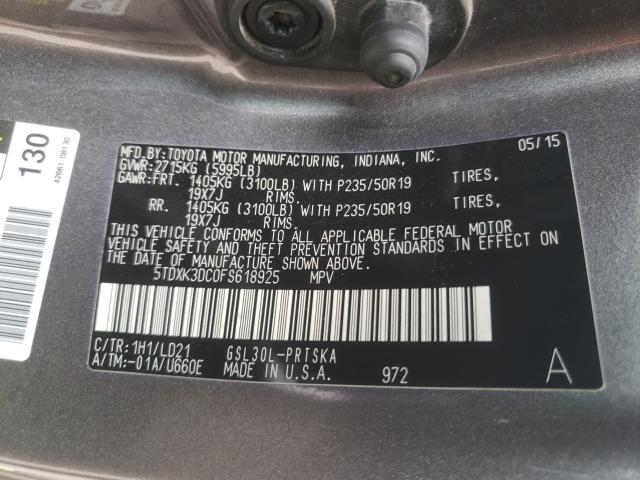 MFD.BY:TOYOTA MOTOR MANUFACTURING, INDIANA, INC. 05/15
GVWR:2715KG (5995LB)
GAWR:FRT. 1405KG (3100LB) WITH P235/50R19 TIRES,
19X7J RIMS.
RR. 1405KG (3100LB) WITH P235/50R19 TIRES,
19X7J RIMS.
THIS VEHICLE CONFORMS TO ALL APPLICABLE FEDERAL MOTOR
VEHICLE SAFETY AND THEFT PREVENTION STANDARDS IN EFFECT ON
THE DATE OF MANUFACTURE SHOWN ABOVE.
5TDXK3DC0FS618925 MPV
C/TR:1H1/LD21 GSL30L-PRTSKA
A/TM:-01A/U660E MADE IN U.S.A. 972 A
130
42661-08130